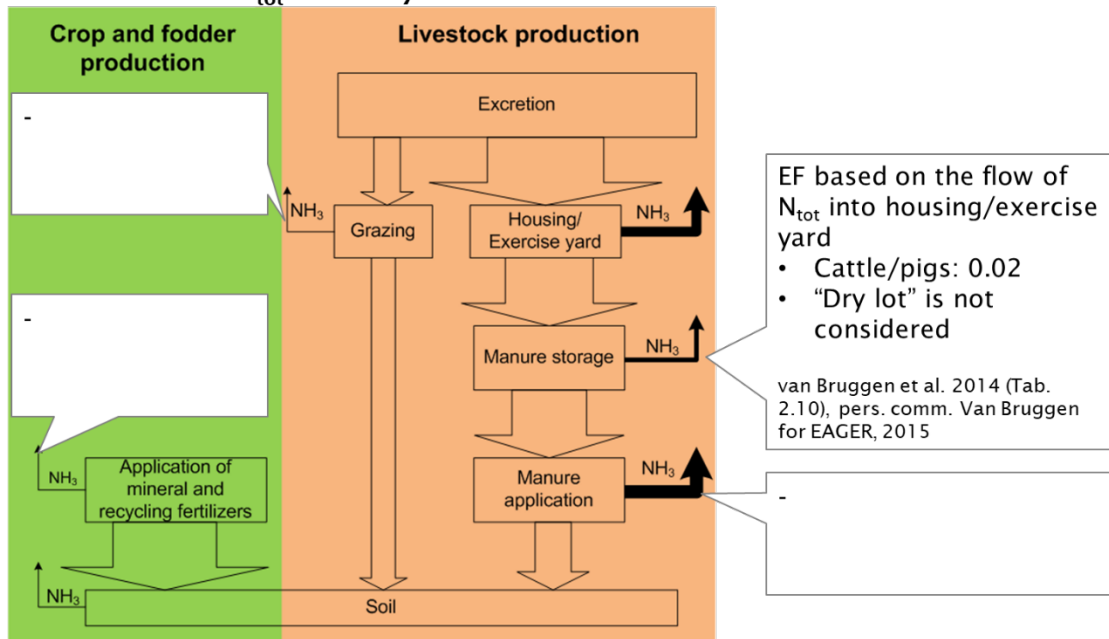 tot
Crop and fodder
production
Livestock production
-
Excretion
NH₃
Grazing
Housing/
Exercise yard
NH₃
EF based on the flow of
Nₜₒₜ into housing/exercise
yard
• Cattle/pigs: 0.02
• “Dry lot” is not
considered
van Bruggen et al. 2014 (Tab.
2.10), pers. comm. Van Bruggen
for EAGER, 2015
-
Manure storage
NH₃
NH₃
Application of
mineral and
recycling fertilizers
Manure
application
NH₃
-
NH₃
Soil